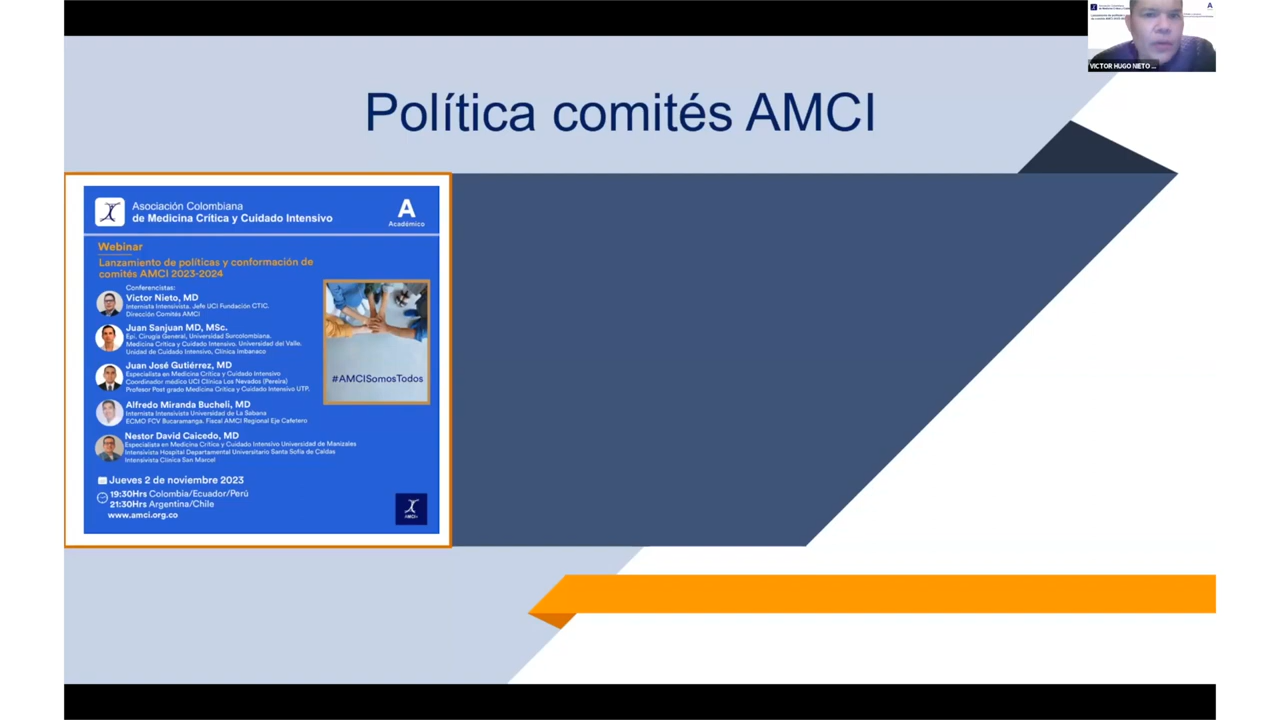 Política comités AMCI
VICTOR HUGO NIETO ...
Asociación Colombiana
de Medicina Crítica y Cuidado Intensivo
A
Académico
Webinar
Lanzamiento de políticas y conformación de
comités AMCI 2023-2024
Conferencistas:
Victor Nieto, MD
Internista Intensivista. Jefe UCI Fundación CTIC.
Dirección Comités AMCI
Juan Sanjuan MD, MSc.
Epi. Cirugía General, Universidad Surcolombiana.
Medicina Crítica y Cuidado Intensivo. Universidad del Valle.
Unidad de Cuidado Intensivo, Clínica Imbanaco
Juan José Gutiérrez, MD
Especialista en Medicina Crítica y Cuidado Intensivo
Coordinador médico UCI Clínica Los Nevados (Pereira)
Profesor Post grado Medicina Crítica y Cuidado Intensivo UTP.
Alfredo Miranda Bucheli, MD
Internista Intensivista Universidad de La Sabana
ECMO FCV Bucaramanga. Fiscal AMCI Regional Eje Cafetero
Nestor David Caicedo, MD
Especialista en Medicina Crítica y Cuidado Intensivo Universidad de Manizales
Intensivista Hospital Departamental Universitario Santa Sofía de Caldas
Intensivista Clínica San Marcel
#AMCISomosTodos
Jueves 2 de noviembre 2023
19:30Hrs Colombia/Ecuador/Perú
21:30Hrs Argentina/Chile
www.amci.org.co